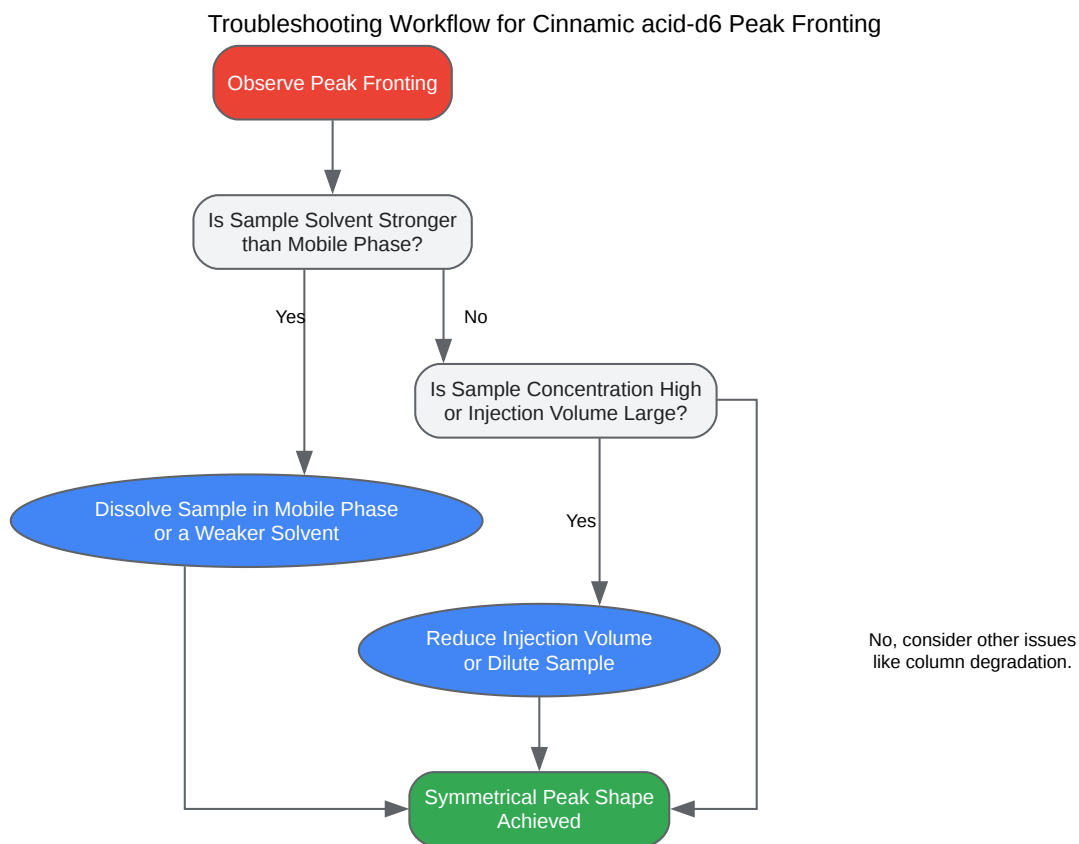 Troubleshooting Workflow for Cinnamic acid-d6 Peak Fronting
Observe Peak Fronting
Is Sample Solvent Stronger
than Mobile Phase?
Yes
No
Is Sample Concentration High
or Injection Volume Large?
Dissolve Sample in Mobile Phase
or a Weaker Solvent
Yes
Reduce Injection Volume
or Dilute Sample
No, consider other issues
like column degradation.
Symmetrical Peak Shape
Achieved